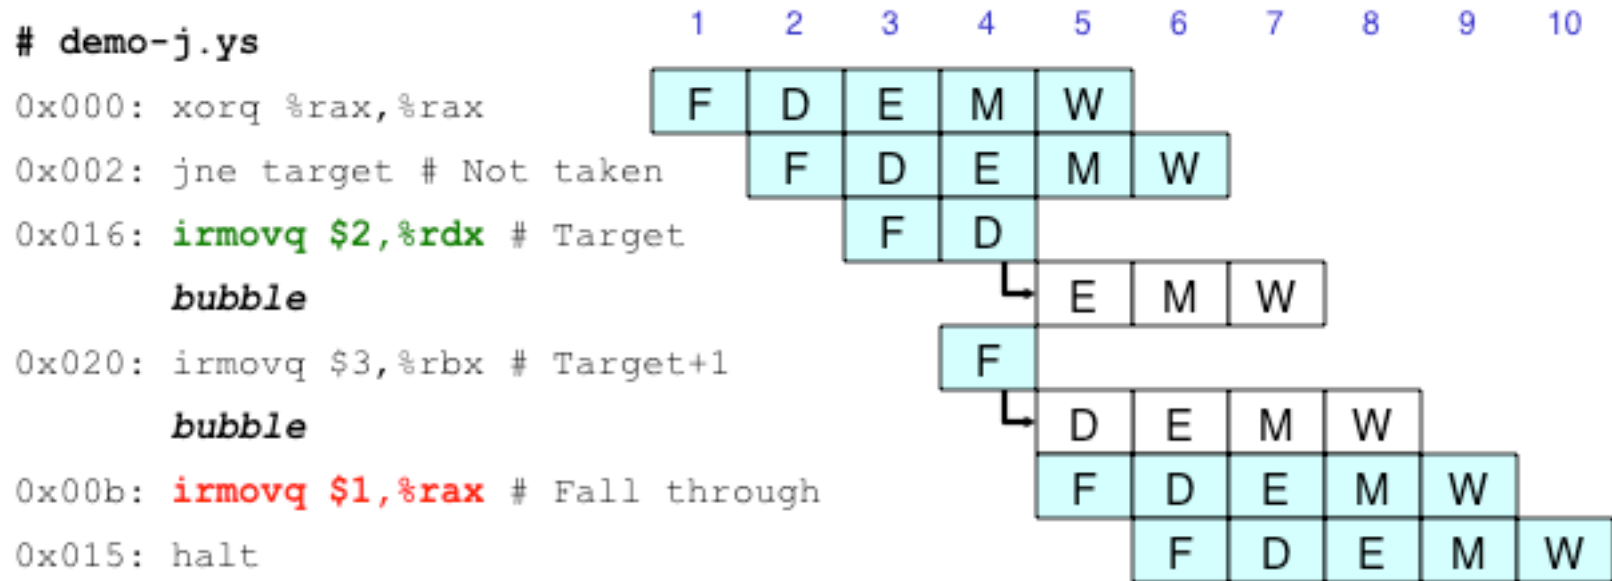 1 2 3 4 5 6 7 8 9 10
# demo-j.ys
0x000: xorq %rax,%rax F D E M W
0x002: jne target # Not taken F D E M W
0x016: irmovq $2,%rdx # Target F D
bubble E M W
0x020: irmovq $3,%rbx # Target+1 F
bubble D E M W
0x00b: irmovq $1,%rax # Fall through F D E M W
0x015: halt F D E M W